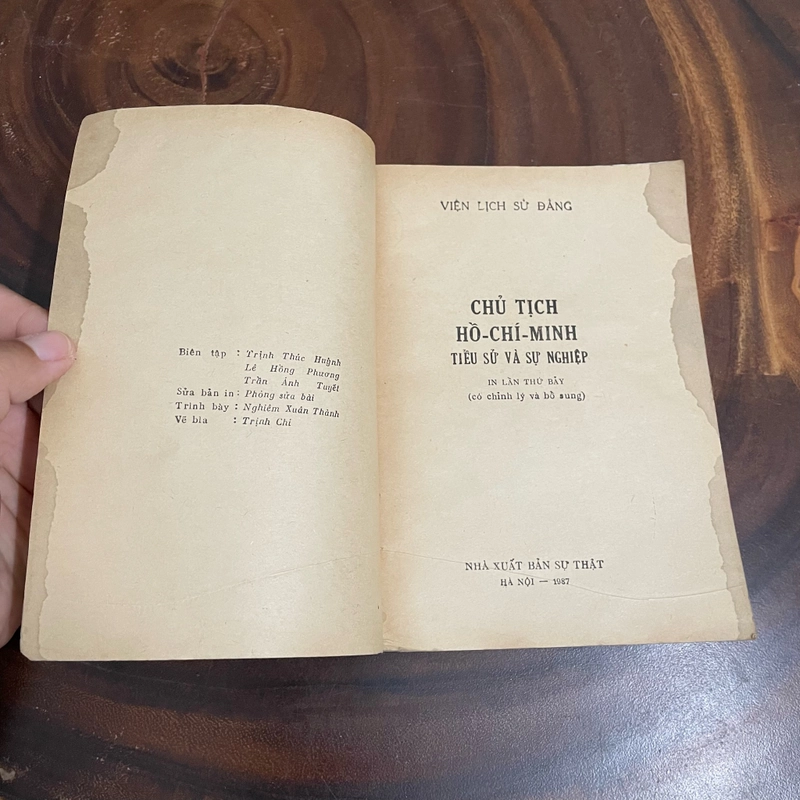 Biên tập : Trịnh Thúc Huỳnh
Lê Hồng Phương
Trần Ánh Tuyết
Sửa bản in : Phòng sửa bài
Trình bày : Nghiêm Xuân Thành
Vẽ bìa : Trịnh Chi
VIỆN LỊCH SỬ ĐẢNG
CHỦ TỊCH
HỒ-CHÍ-MINH
TIỂU SỬ VÀ SỰ NGHIỆP
IN LẦN THỨ BẢY
(có chỉnh lý và bổ sung)
NHÀ XUẤT BẢN SỰ THẬT
HÀ NỘI — 1987